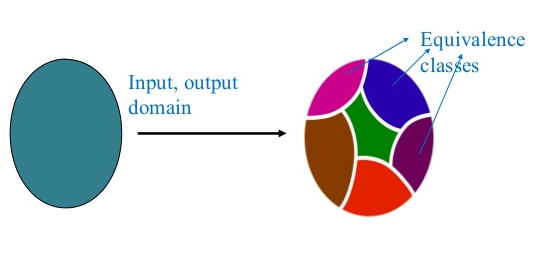 Equivalence
classes
Input, output
domain